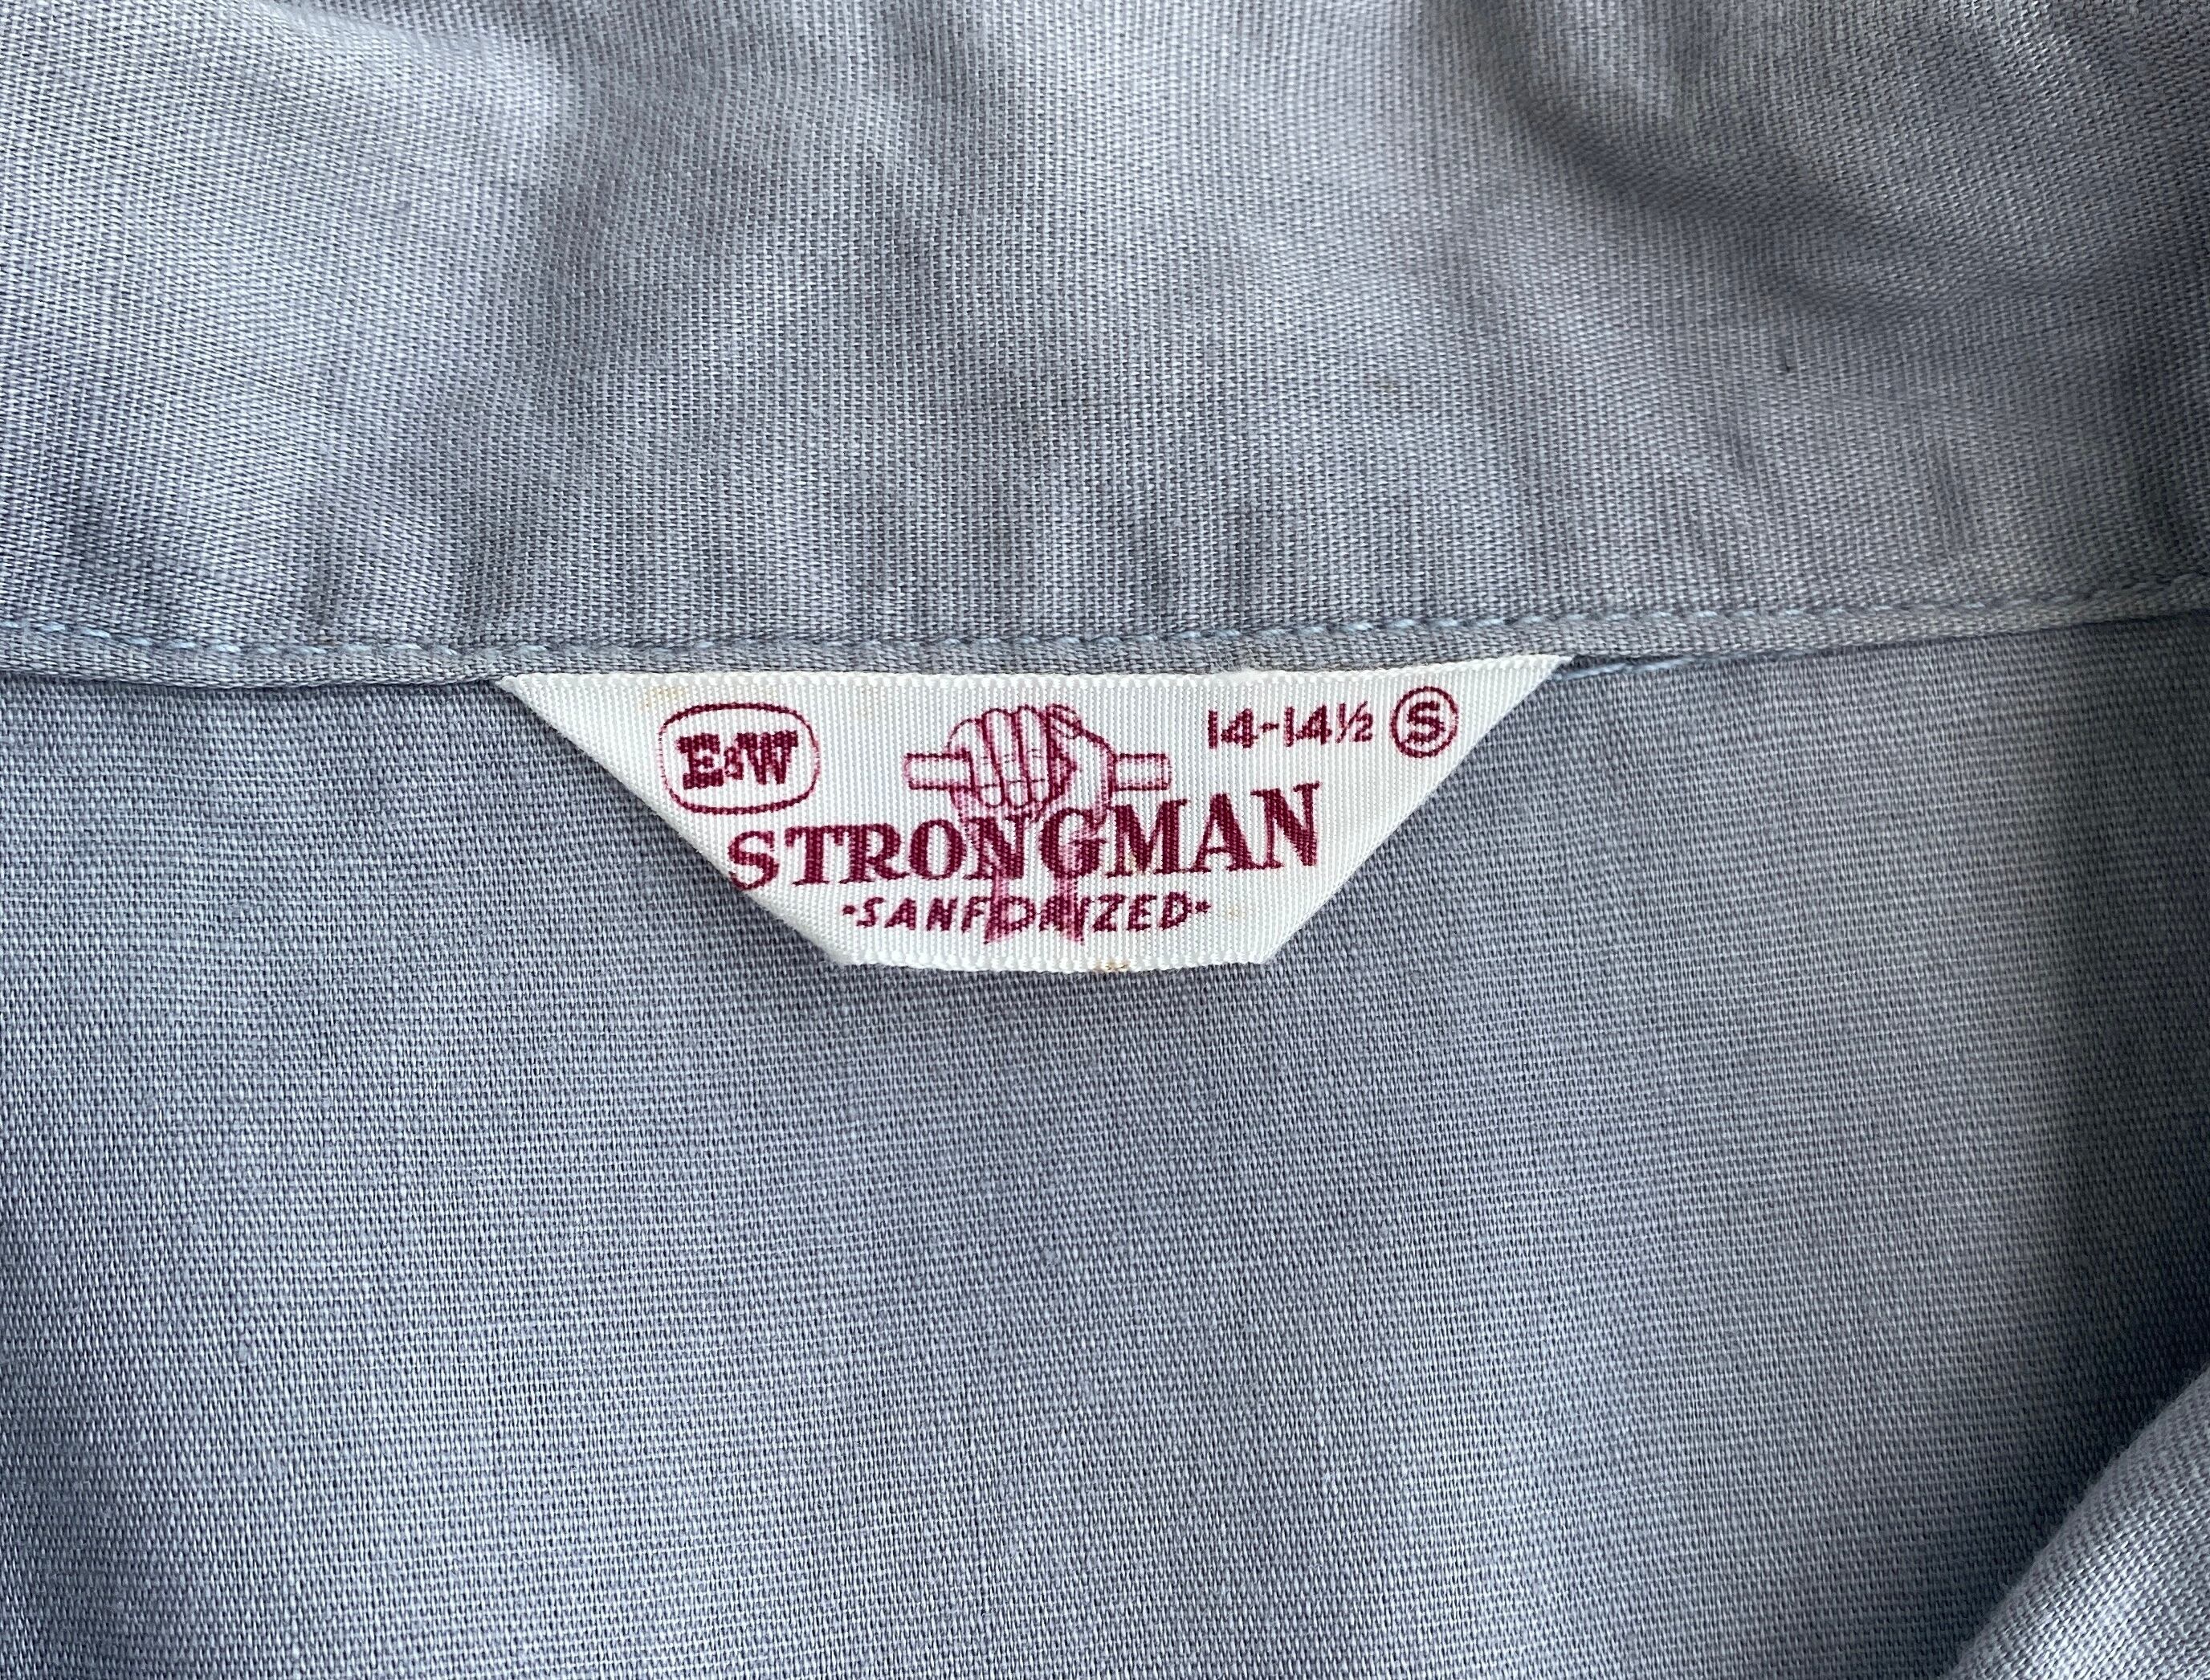 E&W
14-14½ S
STRONGMAN
•SANFORIZED•